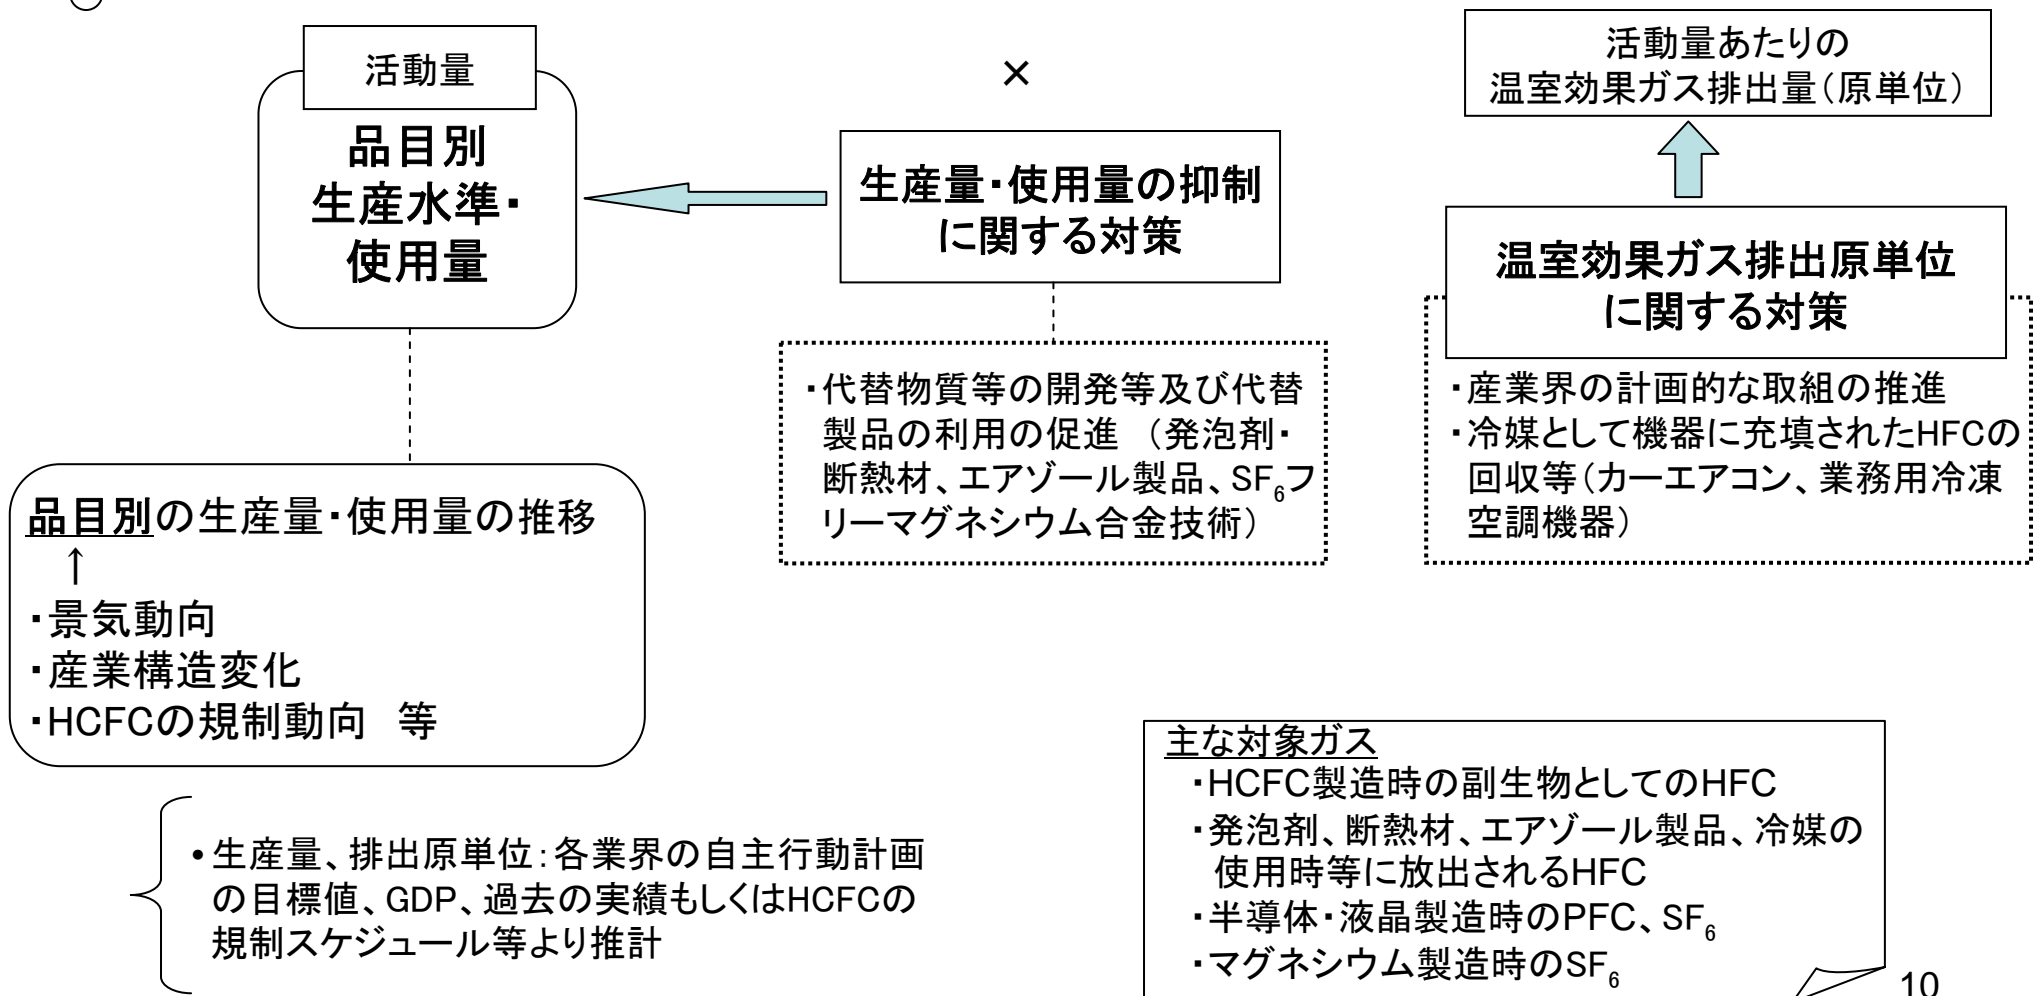 活動量
品目別
生産水準・
使用量
×
生産量・使用量の抑制
に関する対策
活動量あたりの
温室効果ガス排出量（原単位）
温室効果ガス排出原単位
に関する対策
・代替物質等の開発等及び代替
製品の利用の促進　（発泡剤・
断熱材、エアゾール製品、SF₆フ
リーマグネシウム合金技術）
・産業界の計画的な取組の推進
・冷媒として機器に充填されたHFCの
回収等（カーエアコン、業務用冷凍
空調機器）
品目別の生産量・使用量の推移
↑
・景気動向
・産業構造変化
・HCFCの規制動向　等
• 生産量、排出原単位：各業界の自主行動計画
の目標値、GDP、過去の実績もしくはHCFCの
規制スケジュール等より推計
主な対象ガス
・HCFC製造時の副生物としてのHFC
・発泡剤、断熱材、エアゾール製品、冷媒の
使用時等に放出されるHFC
・半導体・液晶製造時のPFC、SF₆
・マグネシウム製造時のSF₆
10